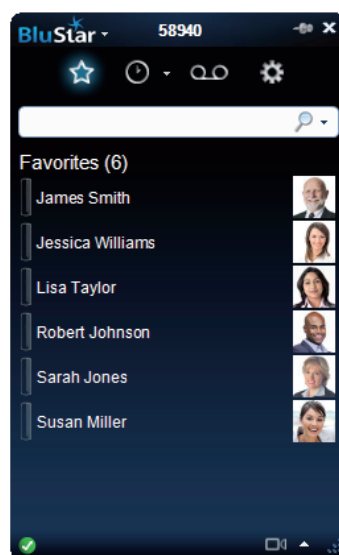 BluStar 58940
Favorites (6)
James Smith
Jessica Williams
Lisa Taylor
Robert Johnson
Sarah Jones
Susan Miller